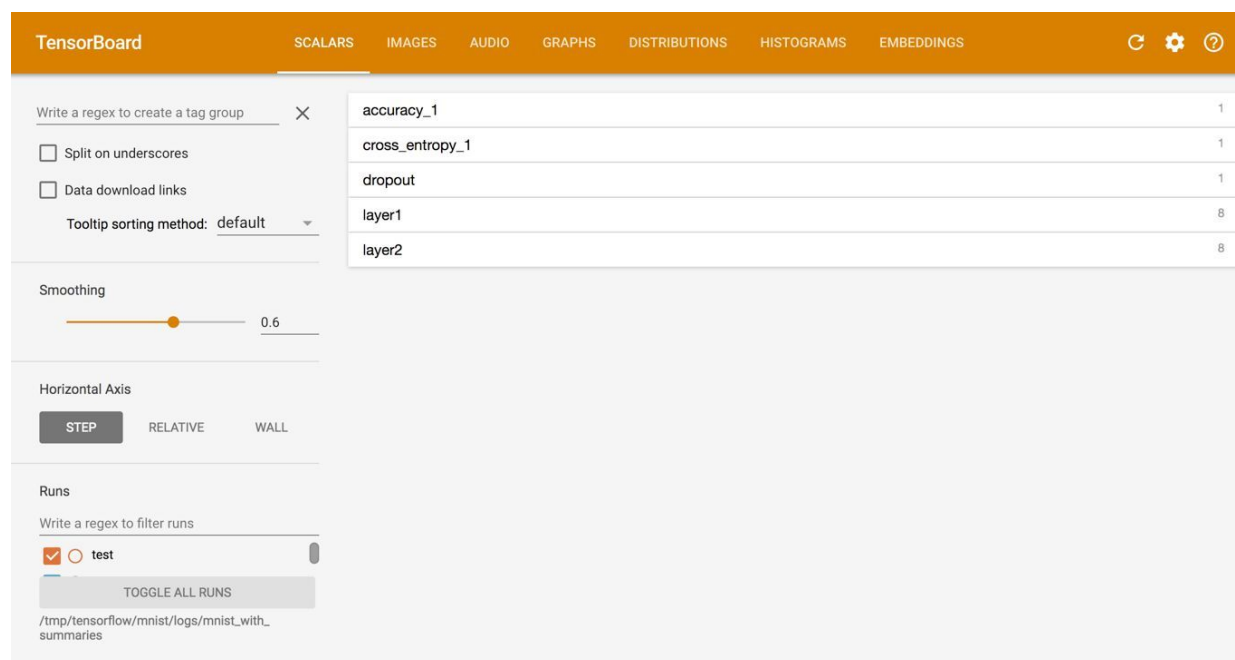 TensorBoard SCALARS IMAGES AUDIO GRAPHS DISTRIBUTIONS HISTOGRAMS EMBEDDINGS
Write a regex to create a tag group
Split on underscores
Data download links
Tooltip sorting method: default
Smoothing
0.6
Horizontal Axis
STEP RELATIVE WALL
Runs
Write a regex to filter runs
test
TOGGLE ALL RUNS
/tmp/tensorflow/mnist/logs/mnist_with_
summaries
accuracy_1 1
cross_entropy_1 1
dropout 1
layer1 8
layer2 8